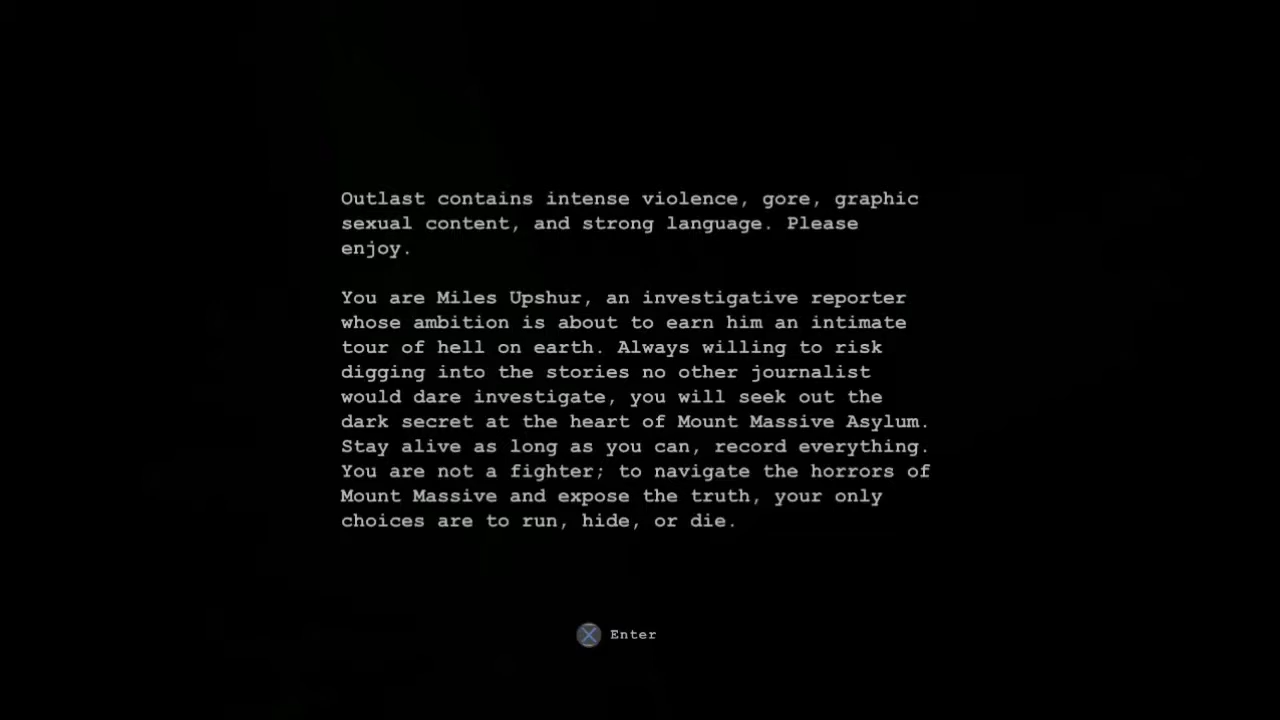 Outlast contains intense violence, gore, graphic
sexual content, and strong language. Please
enjoy.
You are Miles Upshur, an investigative reporter
whose ambition is about to earn him an intimate
tour of hell on earth. Always willing to risk
digging into the stories no other journalist
would dare investigate, you will seek out the
dark secret at the heart of Mount Massive Asylum.
Stay alive as long as you can, record everything.
You are not a fighter; to navigate the horrors of
Mount Massive and expose the truth, your only
choices are to run, hide, or die.
Enter